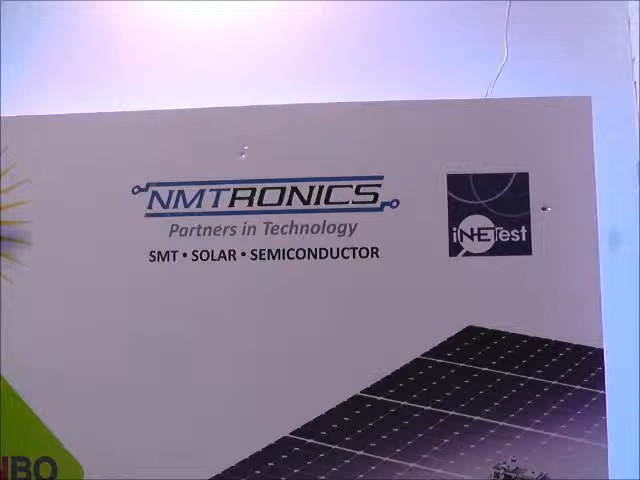 NMTRONICS
Partners in Technology
SMT • SOLAR • SEMICONDUCTOR
iNETest